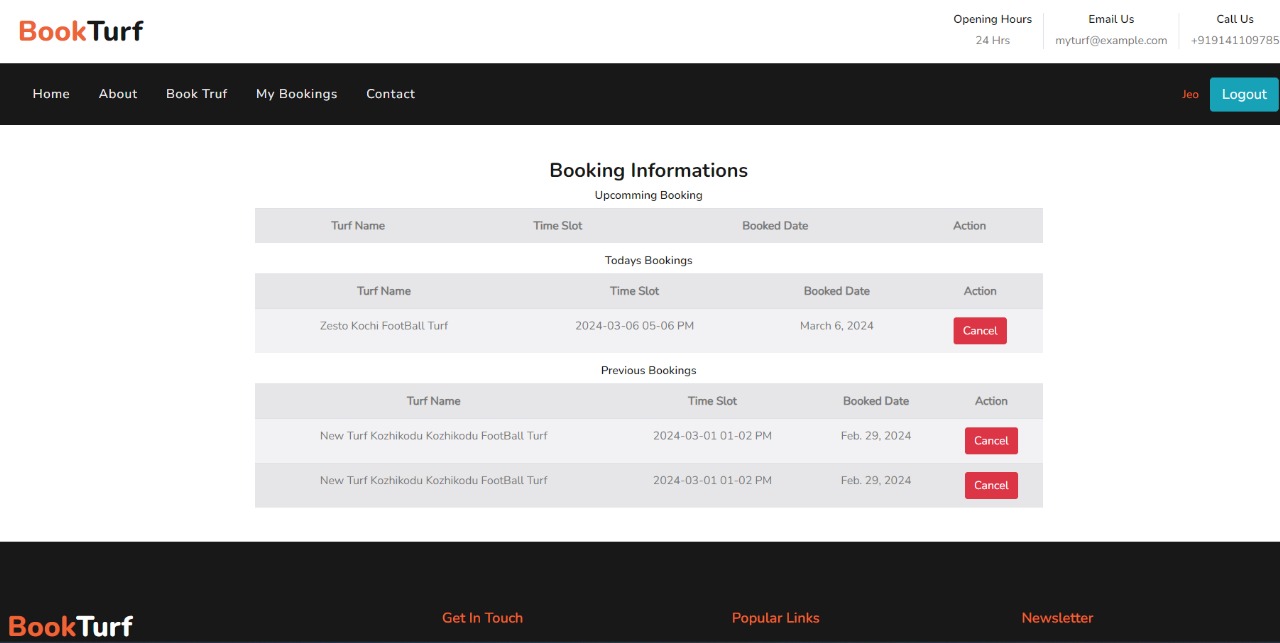 BookTurf
Opening Hours
24 Hrs
Email Us
myturf@example.com
Call Us
+919141109785
Home About Book Truf My Bookings Contact Jeo Logout
Booking Informations
Upcomming Booking
Turf Name Time Slot Booked Date Action
Todays Bookings
Turf Name Time Slot Booked Date Action
Zesto Kochi FootBall Turf 2024-03-06 05-06 PM March 6, 2024 Cancel
Previous Bookings
Turf Name Time Slot Booked Date Action
New Turf Kozhikodu Kozhikodu FootBall Turf 2024-03-01 01-02 PM Feb. 29, 2024 Cancel
New Turf Kozhikodu Kozhikodu FootBall Turf 2024-03-01 01-02 PM Feb. 29, 2024 Cancel
BookTurf Get In Touch Popular Links Newsletter